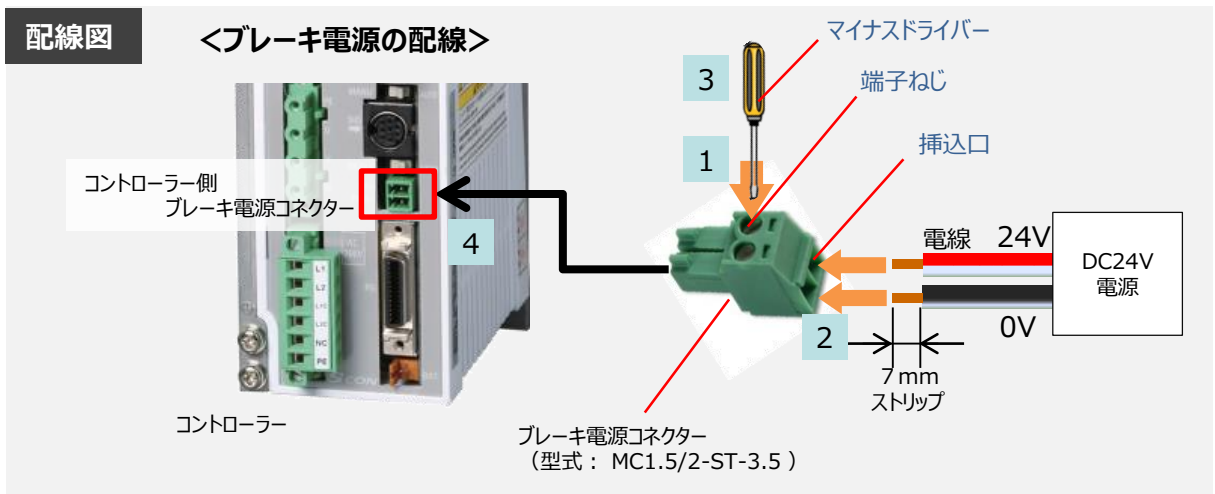 配線図
＜ブレーキ電源の配線＞
マイナスドライバー
3
端子ねじ
1
挿込口
コントローラー側
ブレーキ電源コネクター
4
電線 24V
DC24V
電源
0V
2
7mm
ストリップ
L1
L2
NC
PE
コントローラー
ブレーキ電源コネクター
（型式： MC1.5/2-ST-3.5 ）